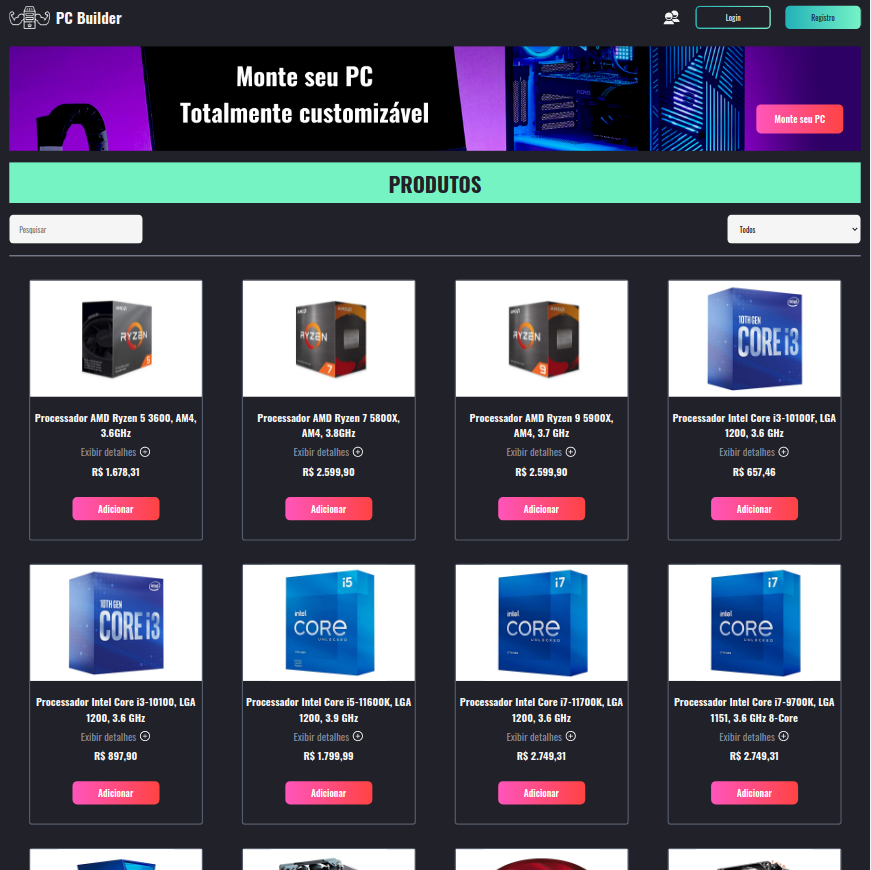 PC Builder
Login
Registro
Monte seu PC
Totalmente customizável
Monte seu PC
PRODUTOS
Pesquisar
Todos
RYZEN
5
RYZEN
7
RYZEN
9
10TH GEN
CORE i3
Processador AMD Ryzen 5 3600, AM4,
3.6GHz
Exibir detalhes
R$ 1.678,31
Adicionar
Processador AMD Ryzen 7 5800X,
AM4, 3.8GHz
Exibir detalhes
R$ 2.599,90
Adicionar
Processador AMD Ryzen 9 5900X,
AM4, 3.7 GHz
Exibir detalhes
R$ 2.599,90
Adicionar
Processador Intel Core i3-10100F, LGA
1200, 3.6 GHz
Exibir detalhes
R$ 657,46
Adicionar
10TH GEN
CORE i3
i5
intel
CORE
UNLOCKED
i7
intel
CORE
UNLOCKED
i7
intel
CORE
UNLOCKED
Processador Intel Core i3-10100, LGA
1200, 3.6 GHz
Exibir detalhes
R$ 897,90
Adicionar
Processador Intel Core i5-11600K, LGA
1200, 3.9 GHz
Exibir detalhes
R$ 1.799,99
Adicionar
Processador Intel Core i7-11700K, LGA
1200, 3.6 GHz
Exibir detalhes
R$ 2.749,31
Adicionar
Processador Intel Core i7-9700K, LGA
1151, 3.6 GHz 8-Core
Exibir detalhes
R$ 2.749,31
Adicionar